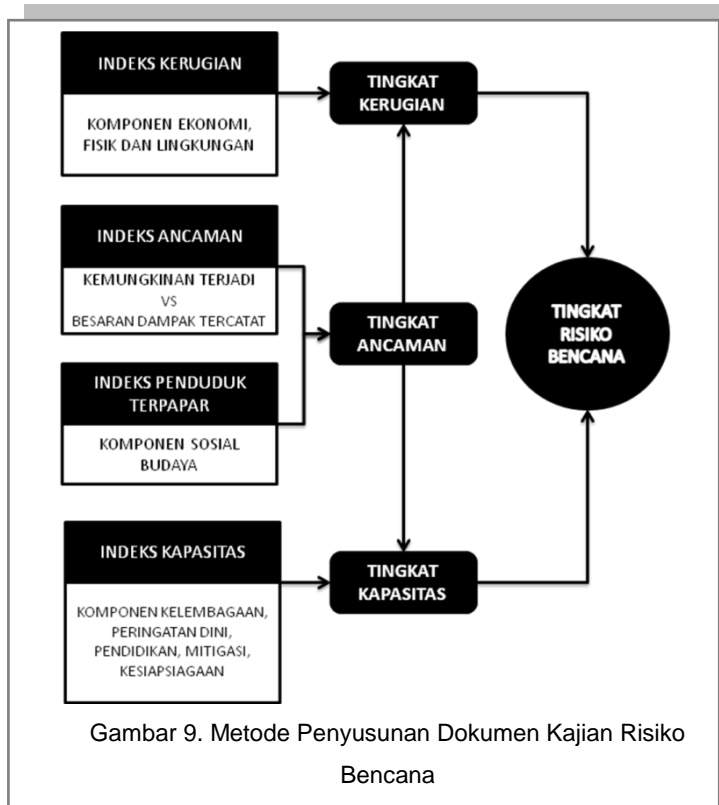 INDEKS KERUGIAN
KOMPONEN EKONOMI,
FISIK DAN LINGKUNGAN
TINGKAT
KERUGIAN
INDEKS ANCAMAN
KEMUNGKINAN TERJADI
VS
BESARAN DAMPAK TERCATAT
TINGKAT
ANCAMAN
TINGKAT
RISIKO
BENCANA
INDEKS PENDUDUK
TERPAPAR
KOMPONEN SOSIAL
BUDAYA
INDEKS KAPASITAS
KOMPONEN KELEMBAGAAN,
PERINGATAN DINI,
PENDIDIKAN, MITIGASI,
KESIAPSIAGAAN
TINGKAT
KAPASITAS
Gambar 9. Metode Penyusunan Dokumen Kajian Risiko
Bencana